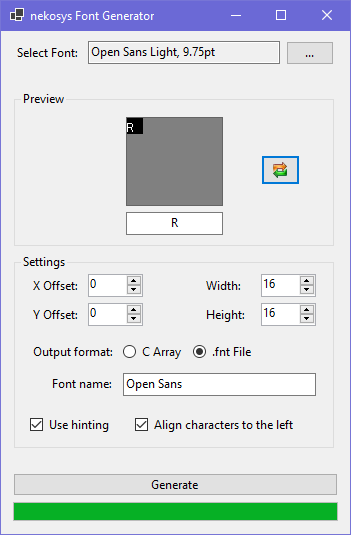 nekosys Font Generator
Select Font: Open Sans Light, 9.75pt ...
Preview
R
R
Settings
X Offset: 0 Width: 16
Y Offset: 0 Height: 16
Output format: C Array .fnt File
Font name: Open Sans
Use hinting Align characters to the left
Generate